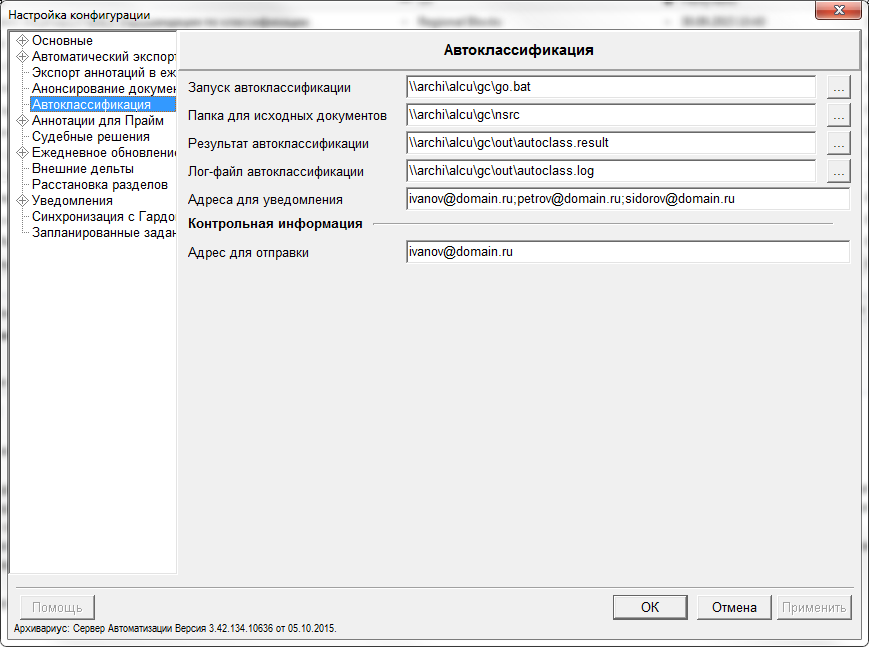 Настройка конфигурации
Основные
Автоматический экспорт
Экспорт аннотаций в еж
Анонсирование докумен
Автоклассификация
Аннотации для Прайм
Судебные решения
Ежедневное обновлени
Внешние дельты
Расстановка разделов
Уведомления
Синхронизация с Гардо
Запланированные задан
Автоклассификация
Запуск автоклассификации \\archi\alcu\gc\go.bat ...
Папка для исходных документов \\archi\alcu\gc\nsrc ...
Результат автоклассификации \\archi\alcu\gc\out\autoclass.result ...
Лог-файл автоклассификации \\archi\alcu\gc\out\autoclass.log ...
Адреса для уведомления ivanov@domain.ru;petrov@domain.ru;sidorov@domain.ru
Контрольная информация
Адрес для отправки ivanov@domain.ru
Помощь OK Отмена Применить
Архивариус: Сервер Автоматизации Версия 3.42.134.10636 от 05.10.2015.